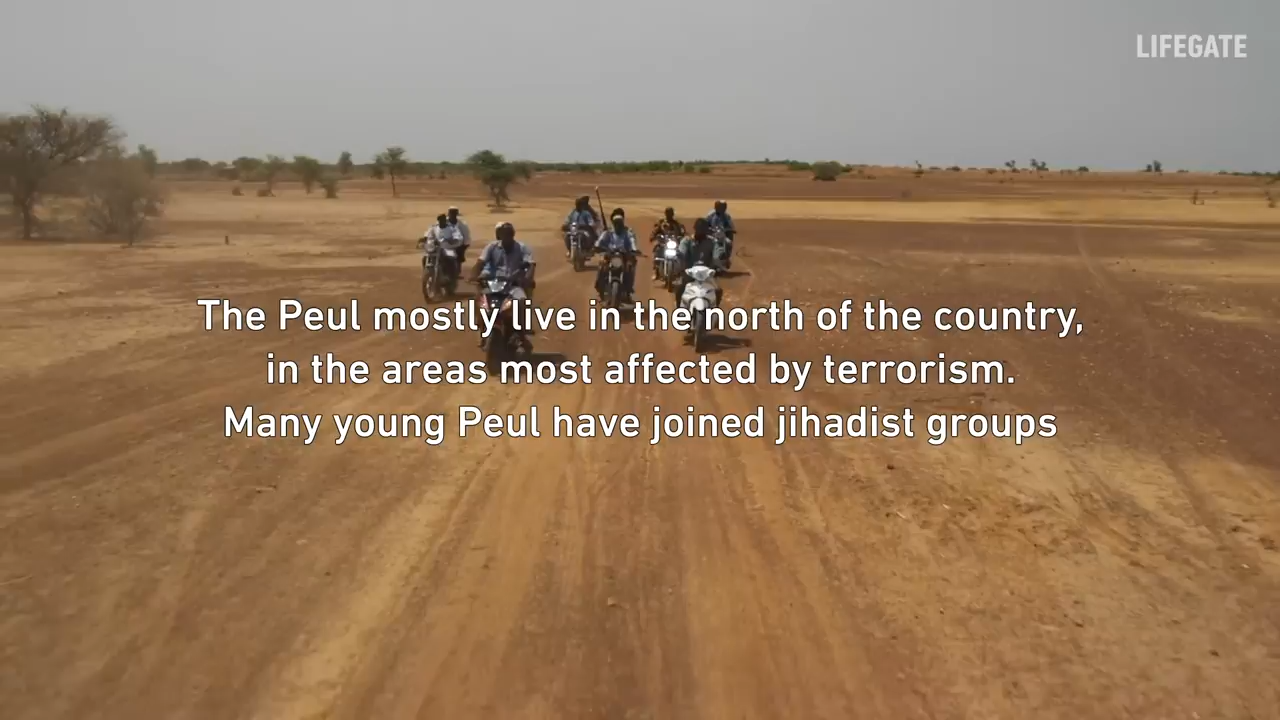 LIFEGATE
The Peul mostly live in the north of the country,
in the areas most affected by terrorism.
Many young Peul have joined jihadist groups